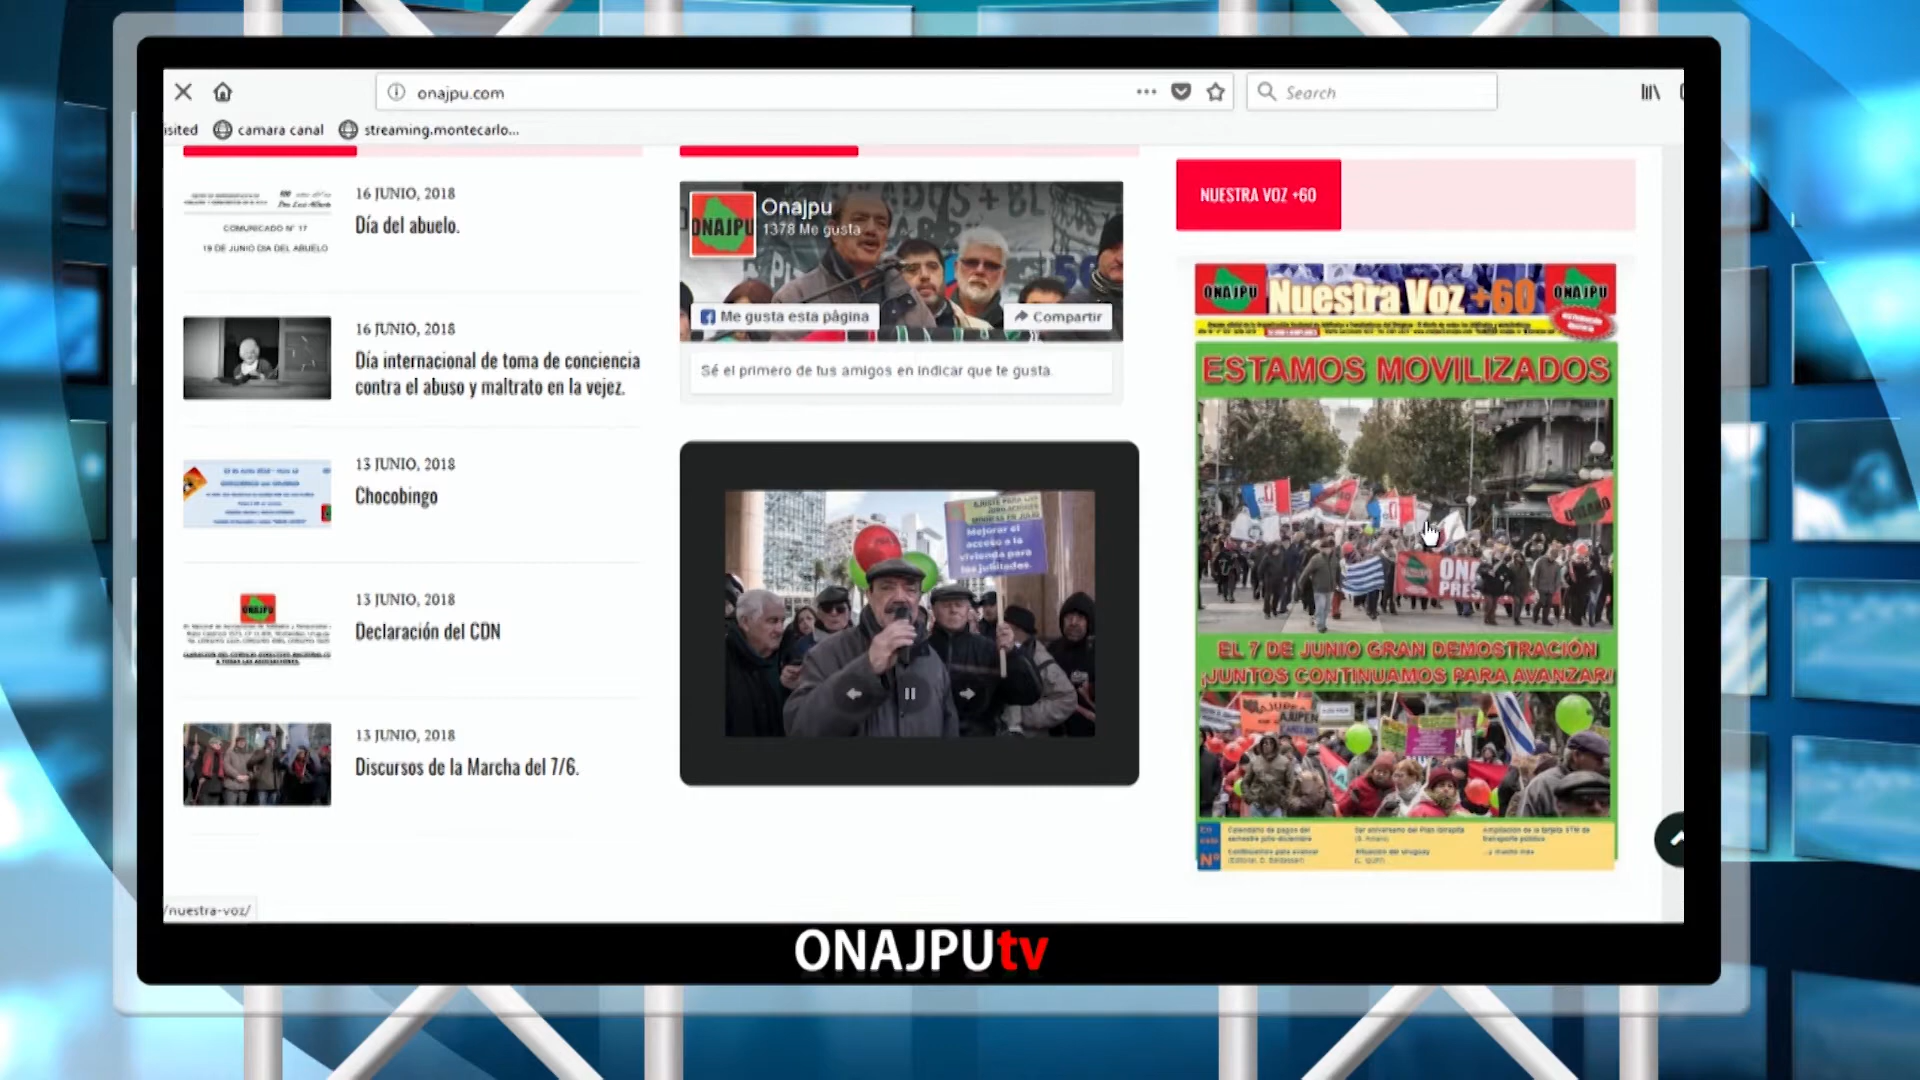 onajpu.com
Search
isited
camara canal
streaming.montecarlo...
COMUNICADO N° 17
19 DE JUNIO DIA DEL ABUELO
16 JUNIO, 2018
Día del abuelo.
16 JUNIO, 2018
Día internacional de toma de conciencia
contra el abuso y maltrato en la vejez.
13 JUNIO, 2018
Chocobingo
ONAJPU
13 JUNIO, 2018
Declaración del CDN
13 JUNIO, 2018
Discursos de la Marcha del 7/6.
ONAJPU
Onajpu
1378 Me gusta
Me gusta esta página
Compartir
Sé el primero de tus amigos en indicar que te gusta.
Mejorar el
acceso a la
vivienda para
los jubilados.
NUESTRA VOZ +60
ONAJPU
Nuestra Voz +60
ONAJPU
ESTAMOS MOVILIZADOS
EL 7 DE JUNIO GRAN DEMOSTRACIÓN
¡JUNTOS CONTINUAMOS PARA AVANZAR!
AJUPEN
/nuestra-voz/
ONAJPUtv